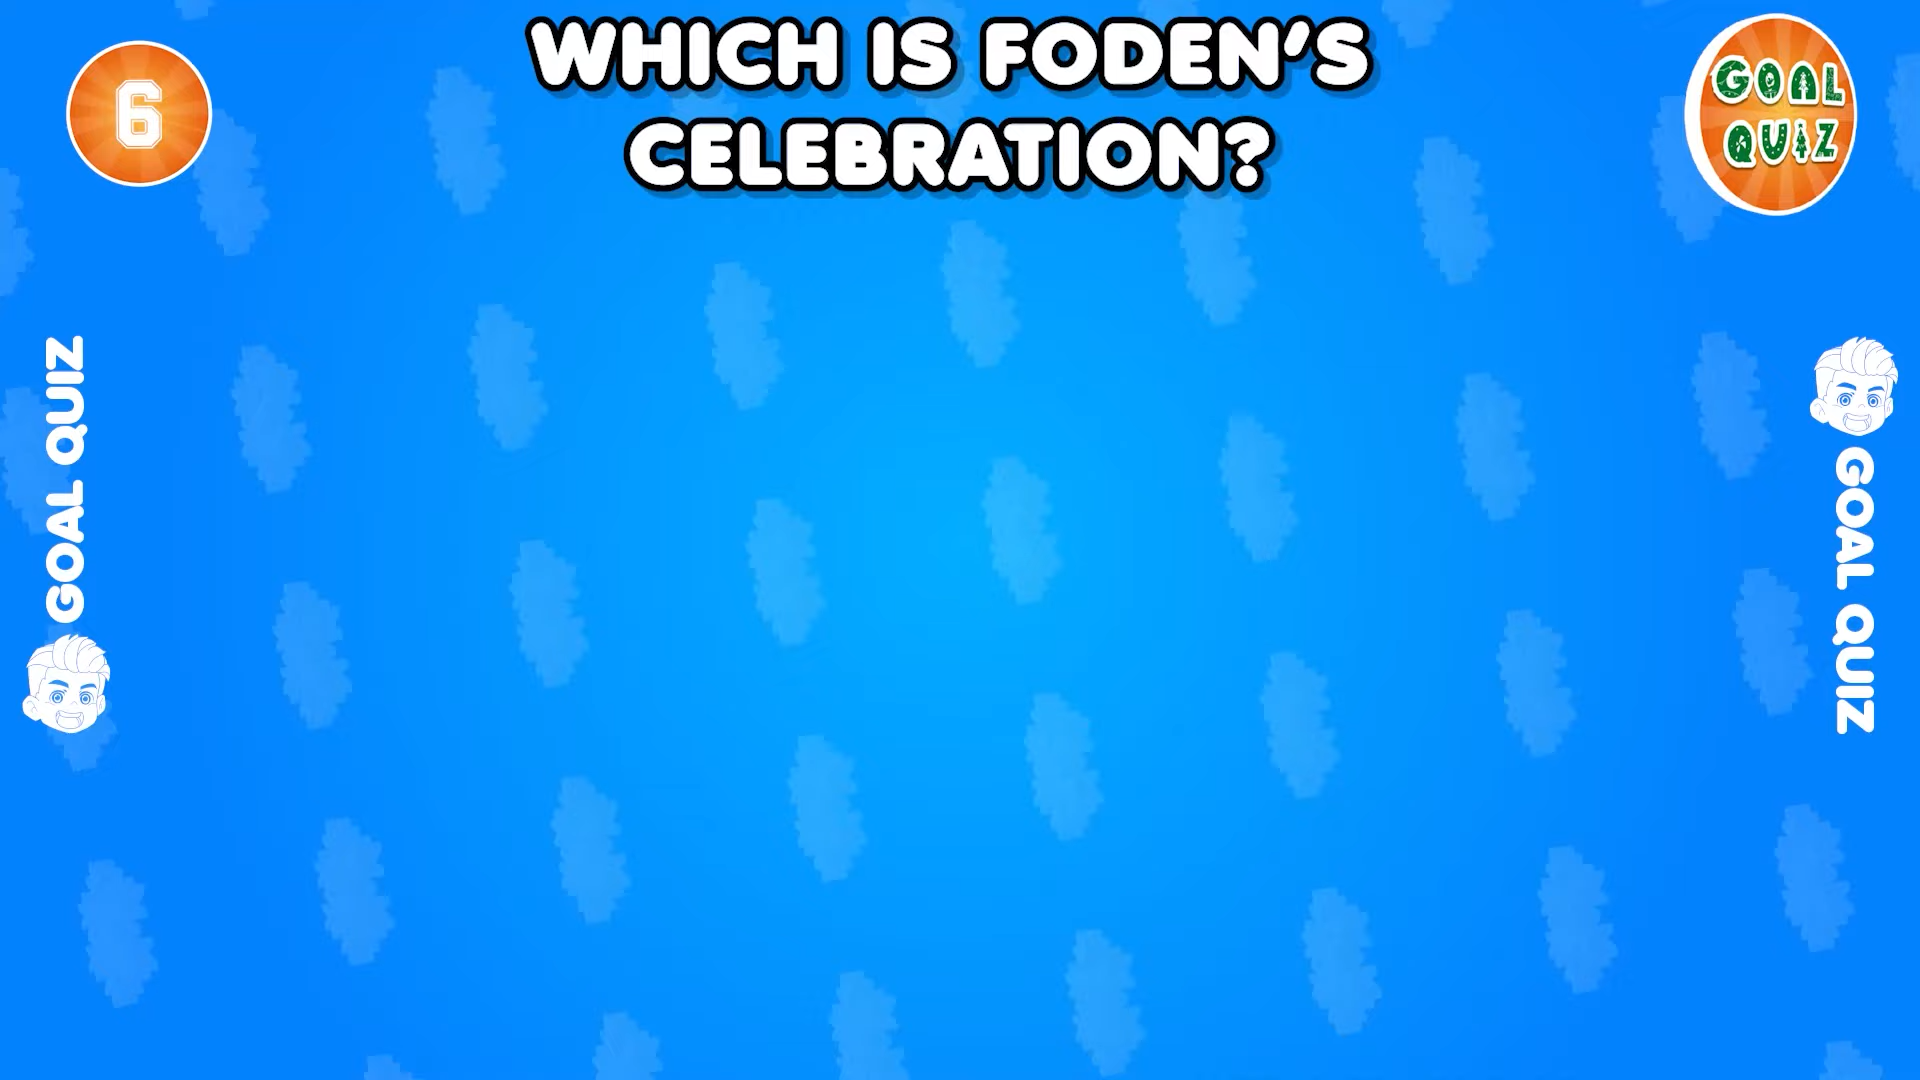 6
WHICH IS FODEN'S
CELEBRATION?
GOAL
QUIZ
GOAL QUIZ
GOAL QUIZ